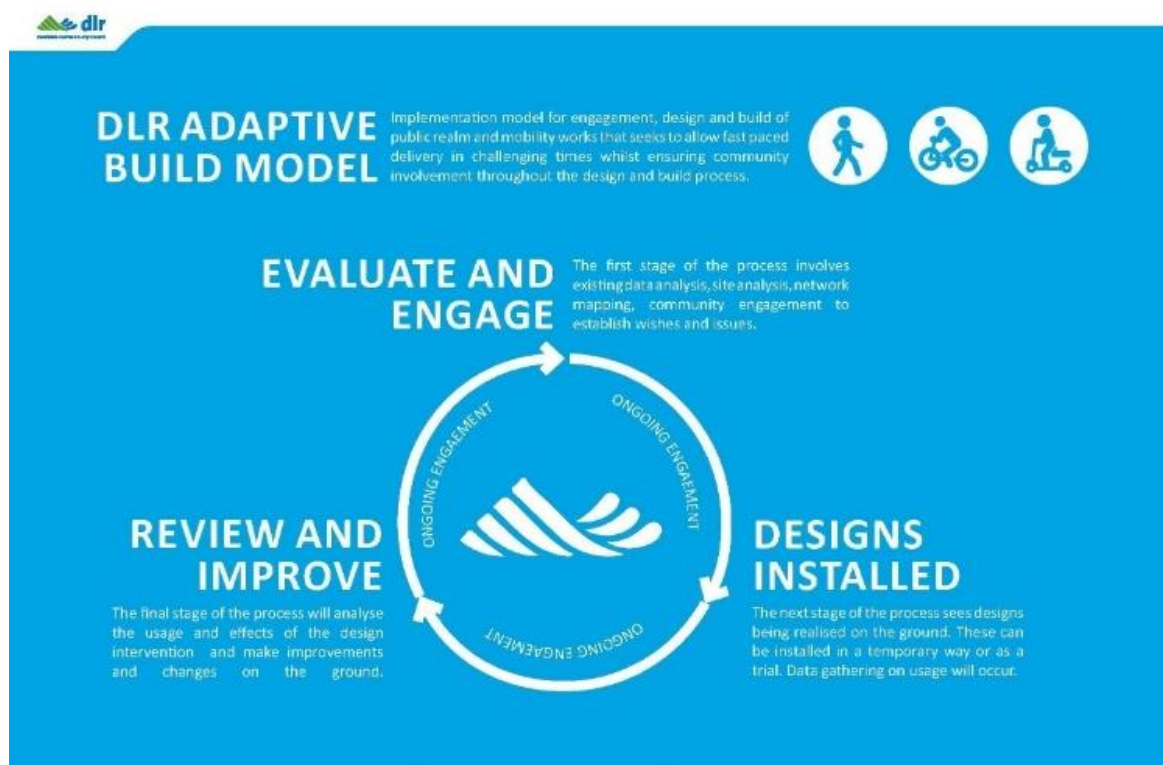 dlr
DLR ADAPTIVE
BUILD MODEL
Implementation model for engagement, design and build of
public realm and mobility works that seeks to allow fast paced
delivery in challenging times whilst ensuring community
involvement throughout the design and build process.
EVALUATE AND
ENGAGE
The first stage of the process involves
existing data analysis, site analysis, network
mapping, community engagement to
establish wishes and issues.
ONGOING ENGAEMENT
ONGOING ENGAEMENT
REVIEW AND
IMPROVE
The final stage of the process will analyse
the usage and effects of the design
intervention and make improvements
and changes on the ground.
DESIGNS
INSTALLED
The next stage of the process sees designs
being realised on the ground. These can
be installed in a temporary way or as a
trial. Data gathering on usage will occur.
ONGOING ENGAEMENT